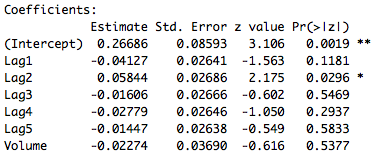 Coefficients:
Estimate Std. Error z value Pr(>|z|)
(Intercept) 0.26686 0.08593 3.106 0.0019 **
Lag1 -0.04127 0.02641 -1.563 0.1181
Lag2 0.05844 0.02686 2.175 0.0296 *
Lag3 -0.01606 0.02666 -0.602 0.5469
Lag4 -0.02779 0.02646 -1.050 0.2937
Lag5 -0.01447 0.02638 -0.549 0.5833
Volume -0.02274 0.03690 -0.616 0.5377